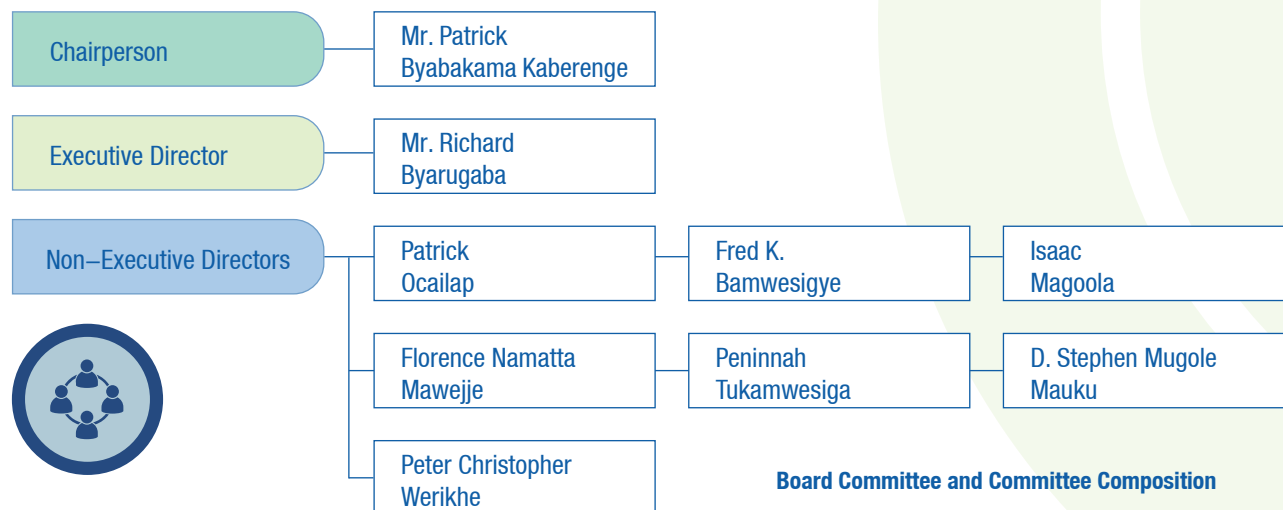 Chairperson
Mr. Patrick
Byabakama Kaberenge
Executive Director
Mr. Richard
Byarugaba
Non–Executive Directors
Patrick
Ocailap
Fred K.
Bamwesigye
Isaac
Magoola
Florence Namatta
Mawejje
Peninnah
Tukamwesiga
D. Stephen Mugole
Mauku
Peter Christopher
Werikhe
Board Committee and Committee Composition